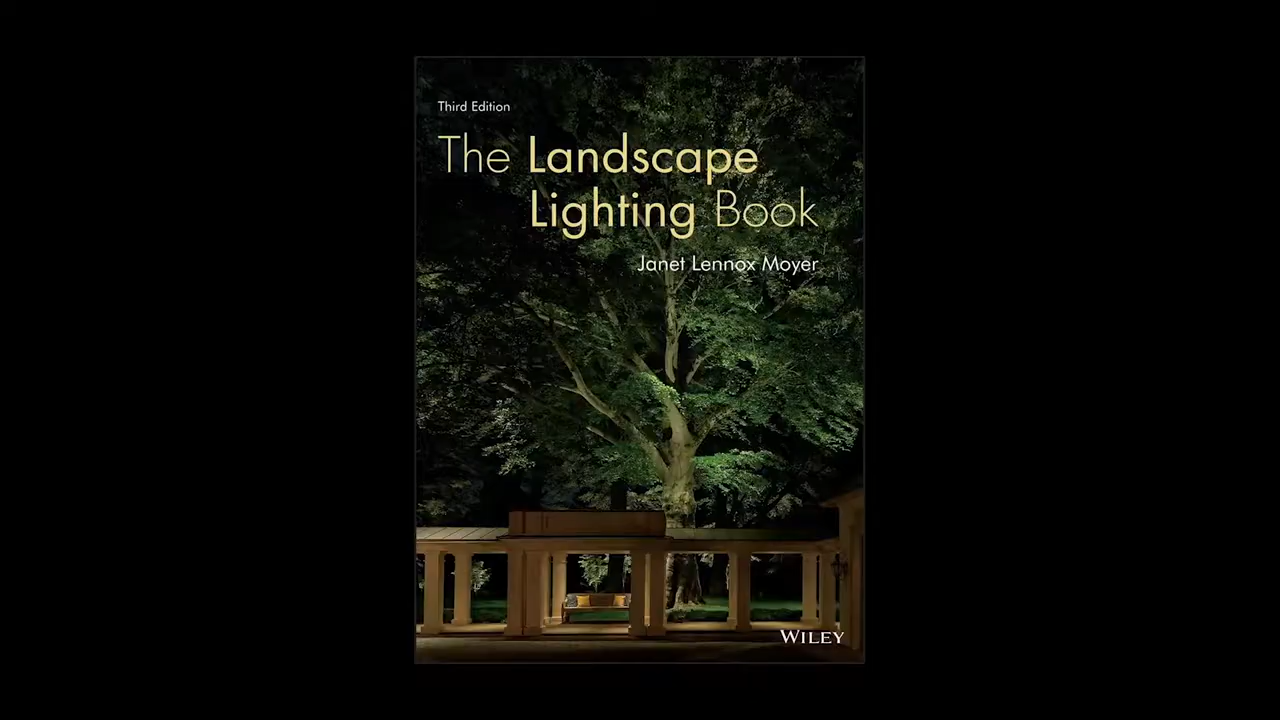 Third Edition
The Landscape
Lighting Book
Janet Lennox Moyer
WILEY